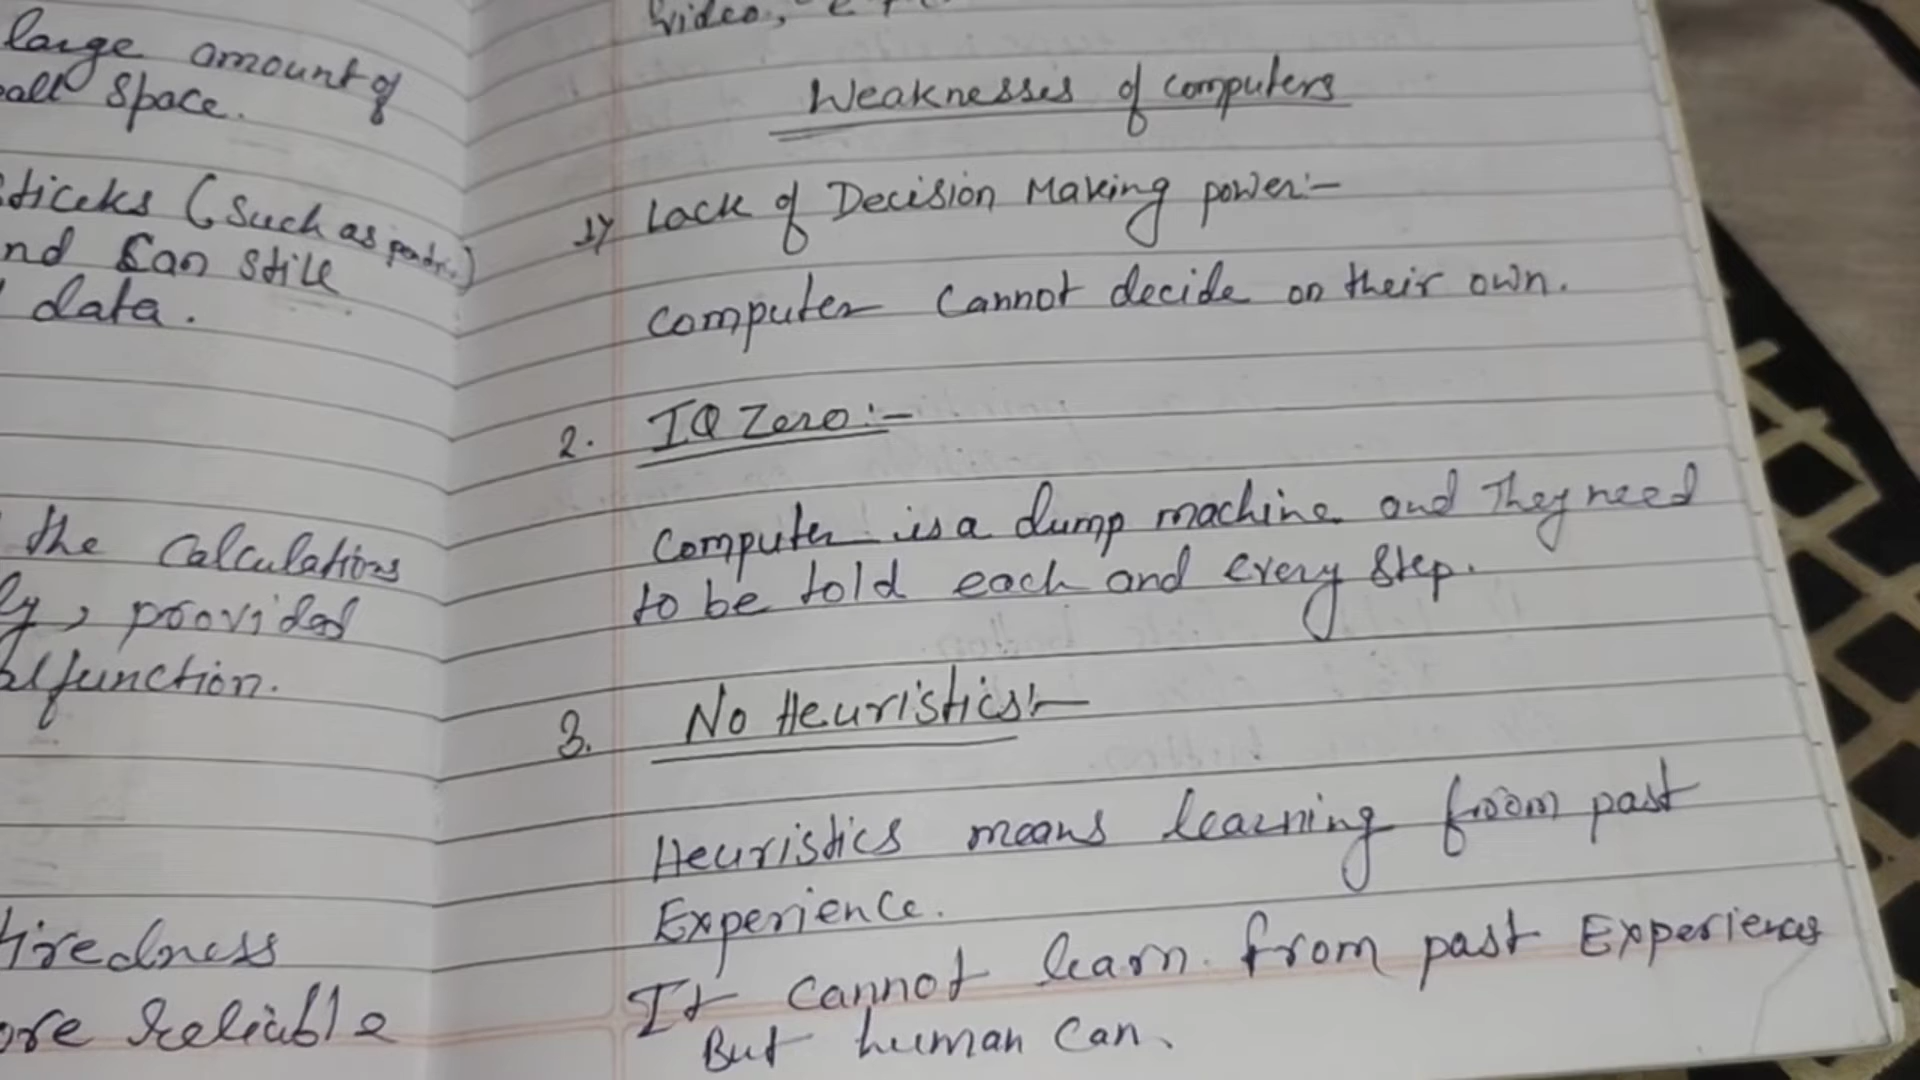 large amount of
all Space.
sticks (such as
nd can still
data.
the calculations
ly, provided
alfunction.
tiredness
ore reliable
Video,
Weaknesses of computers
1) Lack of Decision Making power:-
computer cannot decide on their own.
2. IQ Zero:-
Computer is a dump machine and They need
to be told each and every step.
3. No Heuristics:-
Heuristics means learning from past
Experience.
It cannot learn from past Experiences
But human can.